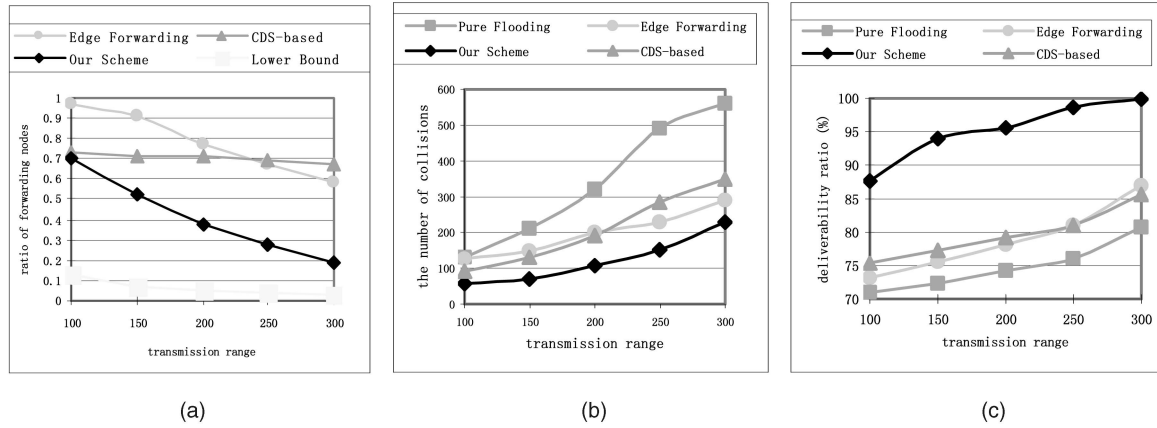 Edge Forwarding CDS-based
Our Scheme Lower Bound
ratio of forwarding nodes
1
0.9
0.8
0.7
0.6
0.5
0.4
0.3
0.2
0.1
0
100 150 200 250 300
transmission range
(a)
Pure Flooding Edge Forwarding
Our Scheme CDS-based
the number of collisions
600
500
400
300
200
100
0
100 150 200 250 300
transmission range
(b)
Pure Flooding Edge Forwarding
Our Scheme CDS-based
deliverability ratio (%)
100
95
90
85
80
75
70
100 150 200 250 300
transmission range
(c)